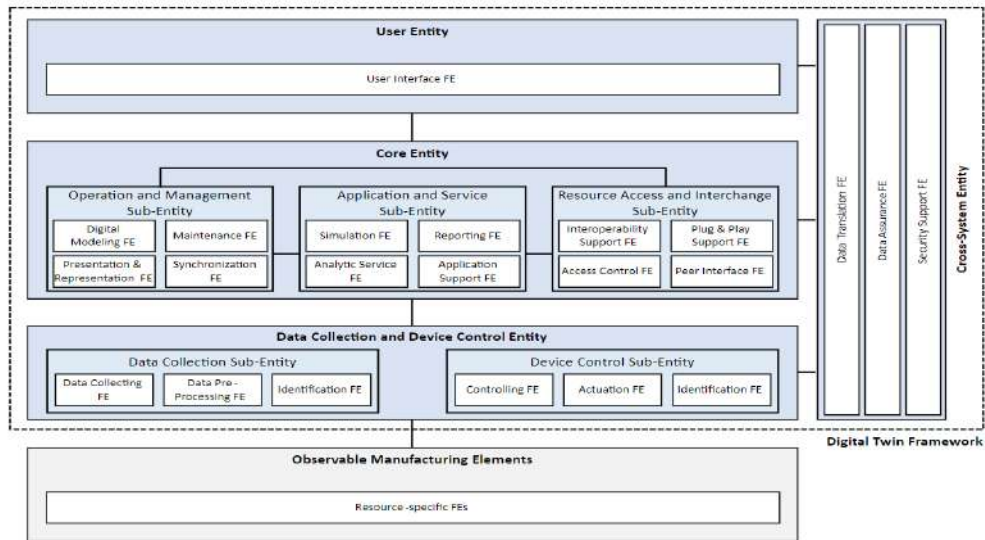 User Entity
User Interface FE
Core Entity
Operation and Management
Sub-Entity
Digital
Modeling FE
Maintenance FE
Presentation &
Representation FE
Synchronization
FE
Application and Service
Sub-Entity
Simulation FE
Reporting FE
Analytic Service
FE
Application
Support FE
Resource Access and Interchange
Sub-Entity
Interoperability
Support FE
Plug & Play
Support FE
Access Control FE
Peer Interface FE
Data Collection and Device Control Entity
Data Collection Sub-Entity
Data Collecting
FE
Data Pre -
Processing FE
Identification FE
Device Control Sub-Entity
Controlling FE
Actuation FE
Identification FE
Data Translation FE
Data Assurance FE
Security Support FE
Cross-System Entity
Digital Twin Framework
Observable Manufacturing Elements
Resource -specific FEs